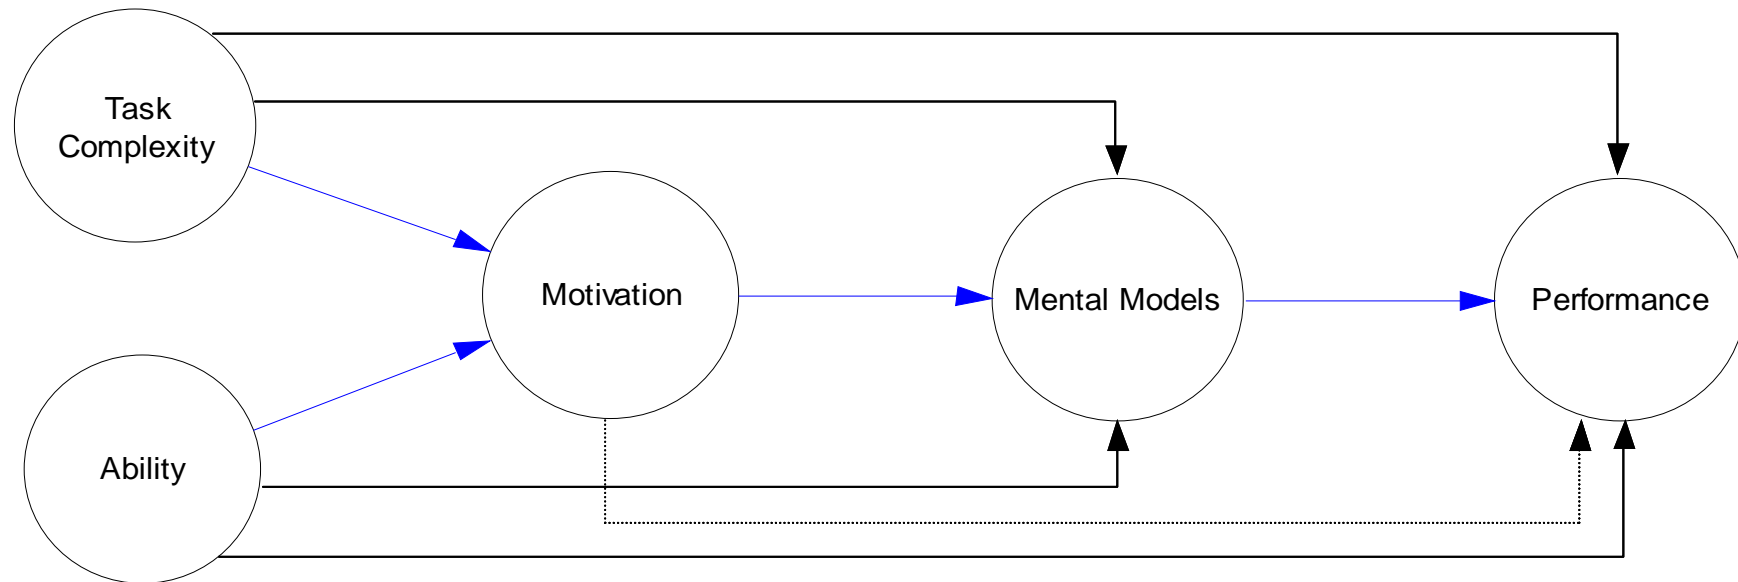 Task
Complexity
Motivation
Mental Models
Performance
Ability